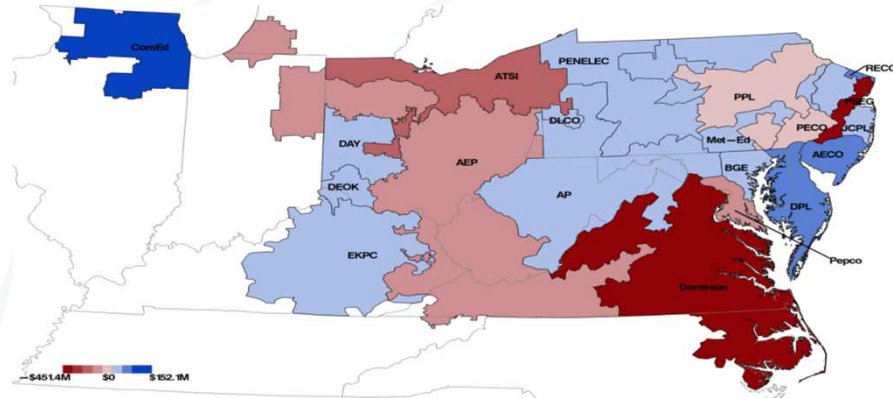 ComEd
ATSI
PENELEC
RECO
PPL
PSEG
DLCO
PECO
JCPL
Met-Ed
DAY
AEP
BGE
AECO
DEOK
AP
DPL
EKPC
Pepco
Dominion
-$451.4M $0 $152.1M